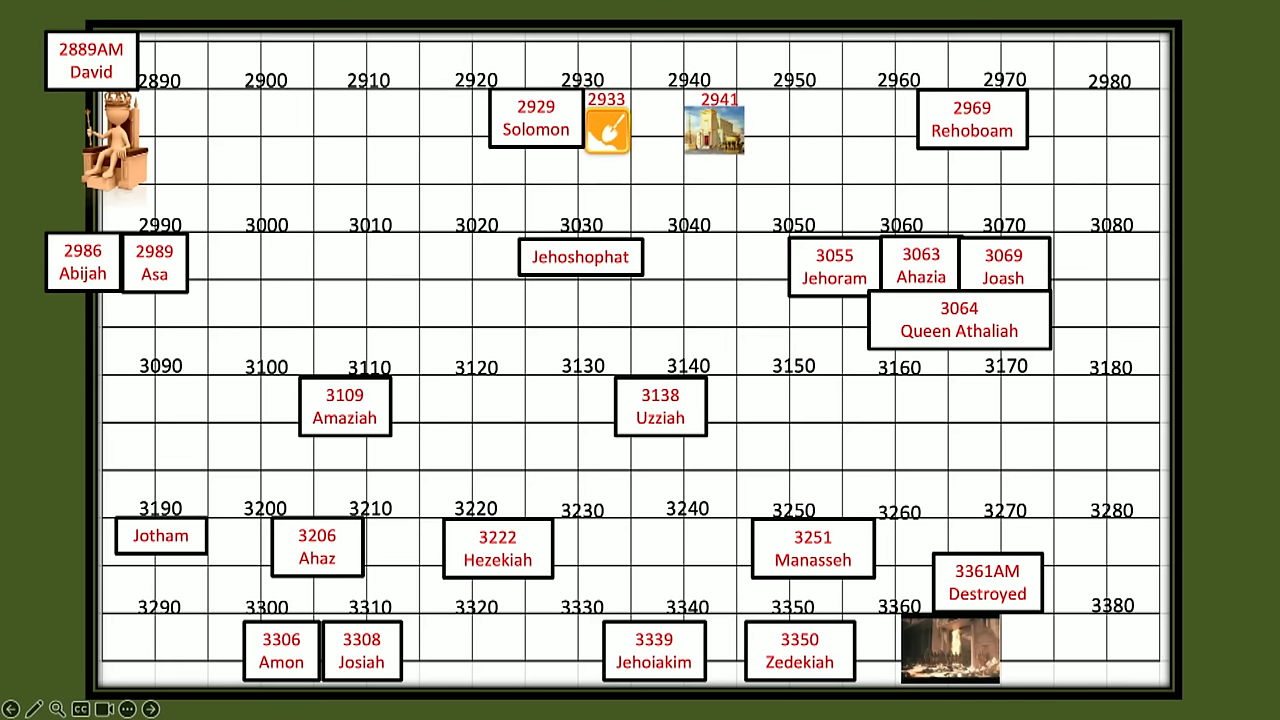 2889AM
David
2890 2900 2910 2920 2930 2940 2950 2960 2970 2980
2929
Solomon
2933
2941
2969
Rehoboam
2990 3000 3010 3020 3030 3040 3050 3060 3070 3080
2986
Abijah
2989
Asa
Jehoshophat
3055
Jehoram
3063
Ahazia
3069
Joash
3064
Queen Athaliah
3090 3100 3110 3120 3130 3140 3150 3160 3170 3180
3109
Amaziah
3138
Uzziah
3190 3200 3210 3220 3230 3240 3250 3260 3270 3280
Jotham
3206
Ahaz
3222
Hezekiah
3251
Manasseh
3361AM
Destroyed
3290 3300 3310 3320 3330 3340 3350 3360 3380
3306
Amon
3308
Josiah
3339
Jehoiakim
3350
Zedekiah
CC